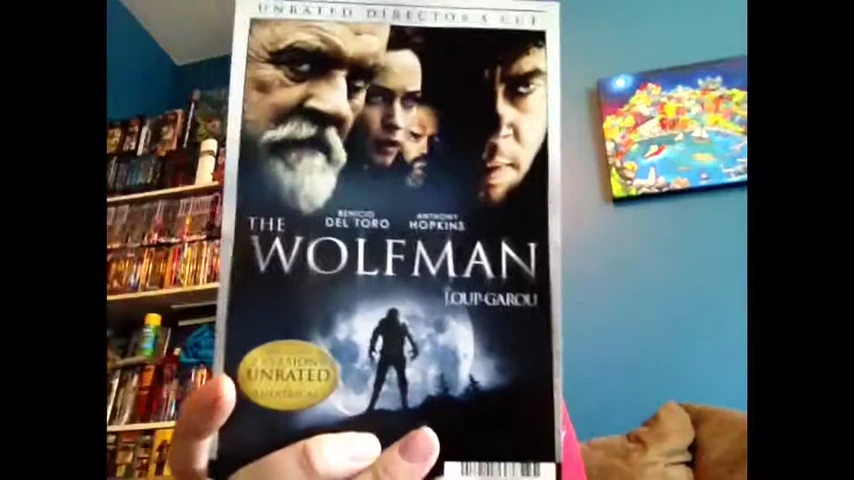 UNRATED DIRECTOR'S CUT
BENICIO
DEL TORO
ANTHONY
HOPKINS
THE
WOLFMAN
LOUP-GAROU
UNRATED